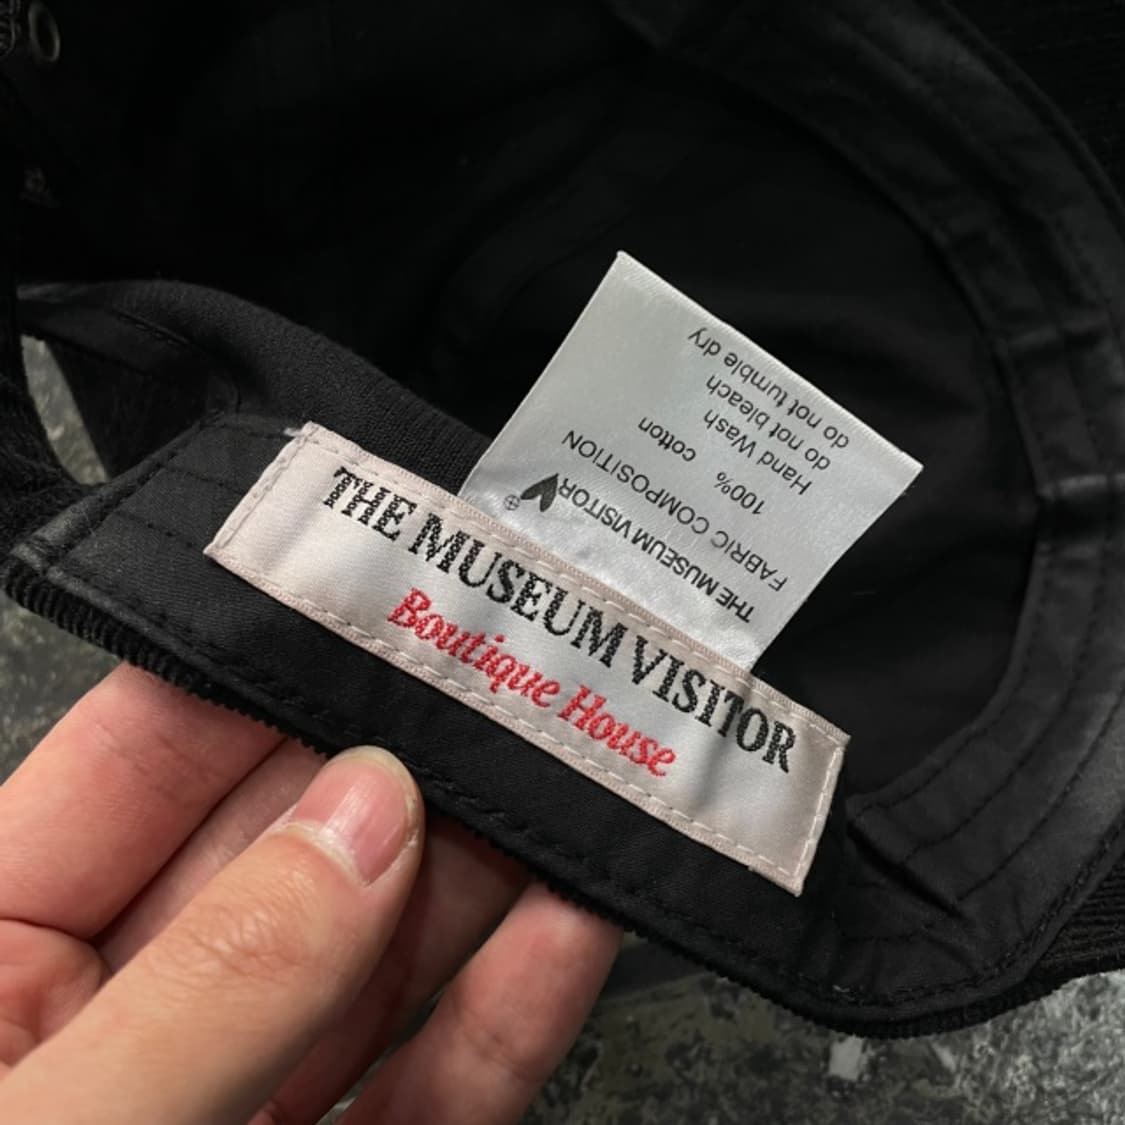 THE MUSEUM VISITOR
Boutique House
THE MUSEUM VISITOR
FABRIC COMPOSITION
100% cotton
Hand Wash
do not bleach
do not tumble dry